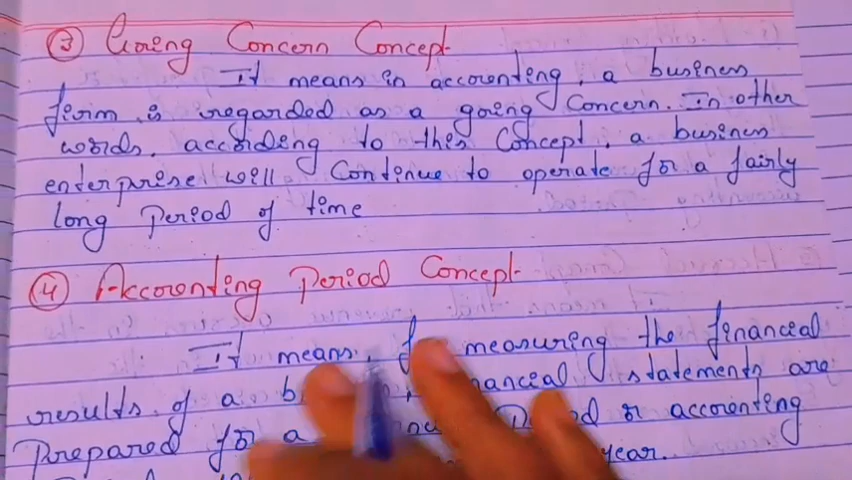 ③ Going Concern Concept
It means in accounting, a business
firm is regarded as a going Concern. In other
words, according to this Concept, a business
enterprise will Continue to operate for a fairly
long Period of time
④ Accounting Period Concept
It means, measuring the financial
results of a financial statements are
Prepared for a or accounting
year.